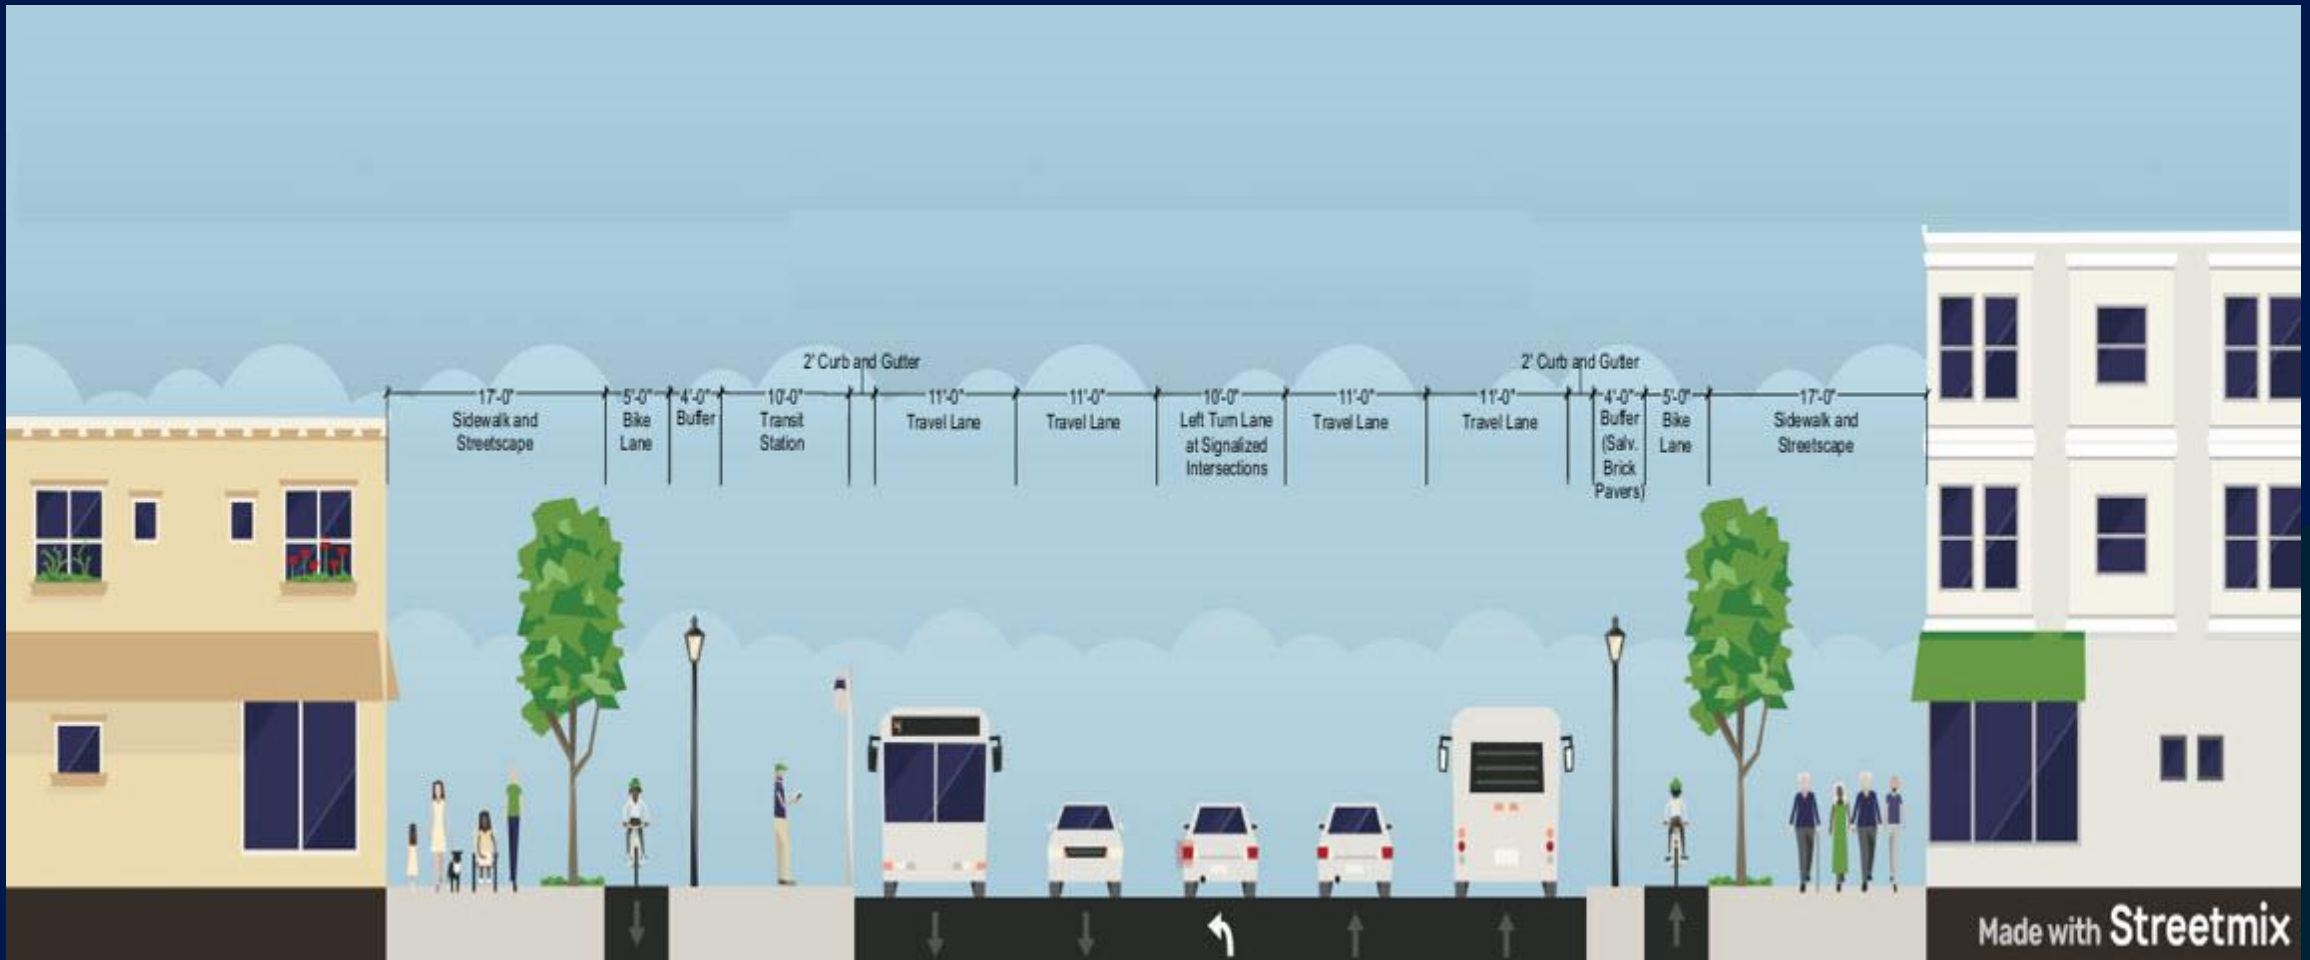 2' Curb and Gutter
2' Curb and Gutter
17'-0"
Sidewalk and
Streetscape
5'-0"
Bike
Lane
4'-0"
Buffer
10'-0"
Transit
Station
11'-0"
Travel Lane
11'-0"
Travel Lane
10'-0"
Left Turn Lane
at Signalized
Intersections
11'-0"
Travel Lane
11'-0"
Travel Lane
4'-0"
Buffer
(Salv.
Brick
Pavers)
5'-0"
Bike
Lane
17'-0"
Sidewalk and
Streetscape
Made with Streetmix